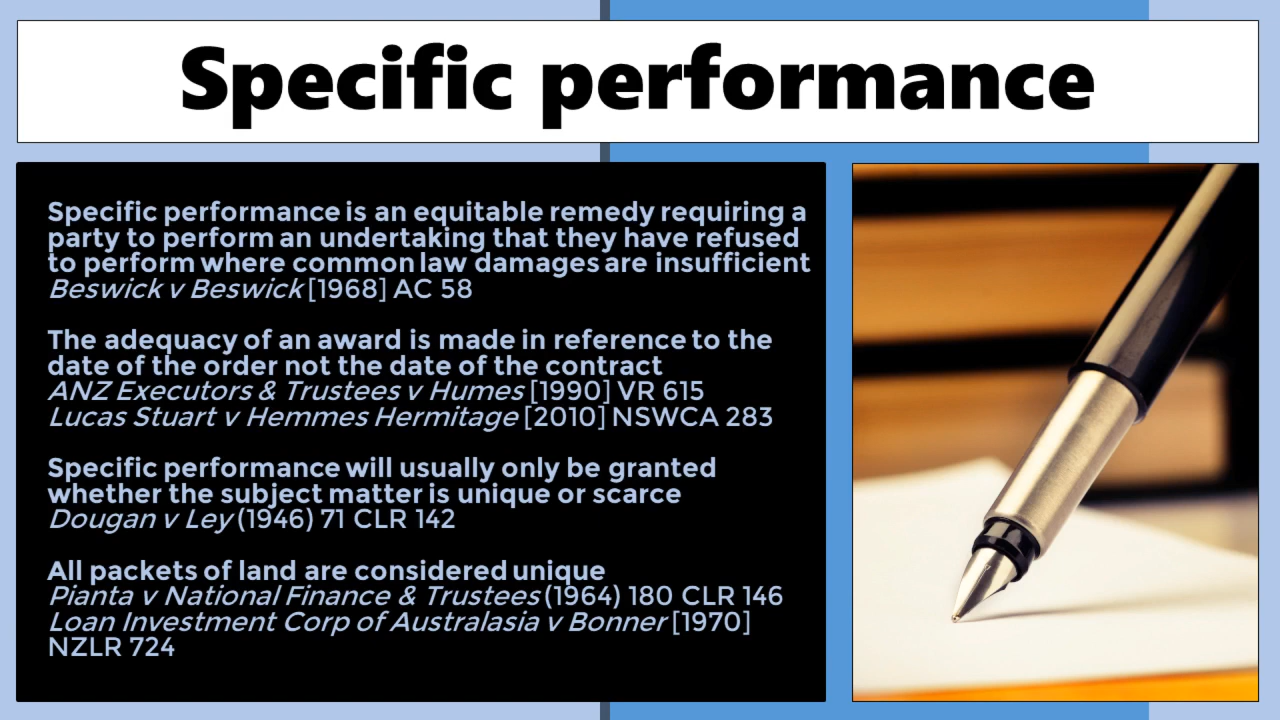 Specific performance
Specific performance is an equitable remedy requiring a
party to perform an undertaking that they have refused
to perform where common law damages are insufficient
Beswick v Beswick [1968] AC 58
The adequacy of an award is made in reference to the
date of the order not the date of the contract
ANZ Executors & Trustees v Humes [1990] VR 615
Lucas Stuart v Hemmes Hermitage [2010] NSWCA 283
Specific performance will usually only be granted
whether the subject matter is unique or scarce
Dougan v Ley (1946) 71 CLR 142
All packets of land are considered unique
Pianta v National Finance & Trustees (1964) 180 CLR 146
Loan Investment Corp of Australasia v Bonner [1970]
NZLR 724